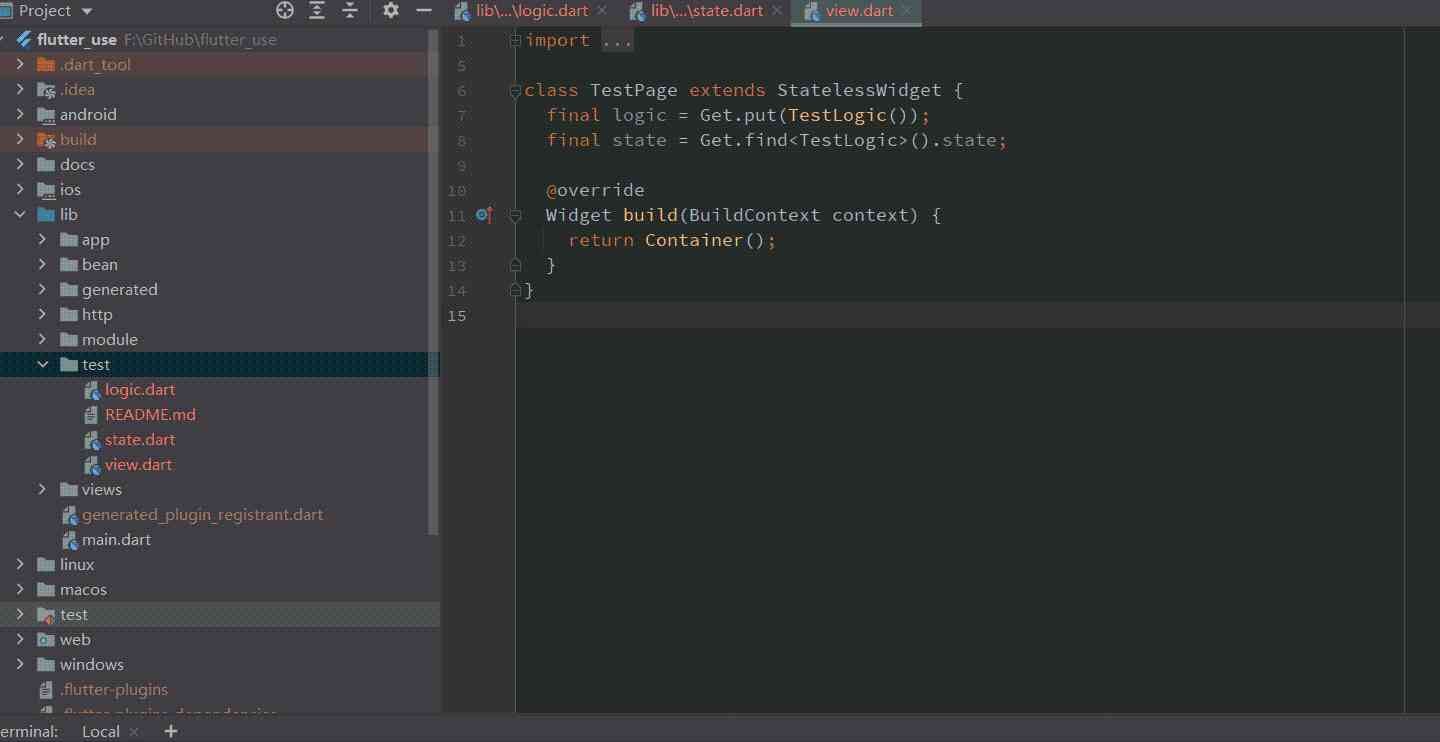 Project
lib\...\logic.dart
lib\...\state.dart
view.dart
flutter_use F:\GitHub\flutter_use
.dart_tool
.idea
android
build
docs
ios
lib
app
bean
generated
http
module
test
logic.dart
README.md
state.dart
view.dart
views
generated_plugin_registrant.dart
main.dart
linux
macos
test
web
windows
.flutter-plugins
.flutter-plugins-dependencies
1 import ...
5
6 class TestPage extends StatelessWidget {
7 final logic = Get.put(TestLogic());
8 final state = Get.find<TestLogic>().state;
9
10 @override
11 Widget build(BuildContext context) {
12 return Container();
13 }
14 }
15
erminal: Local